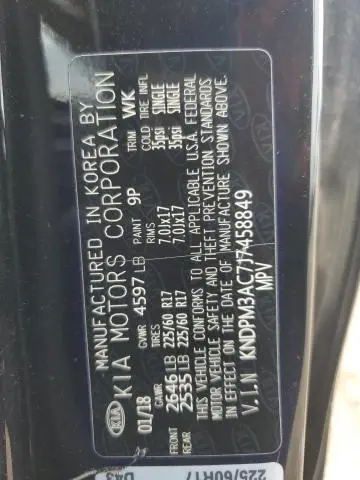 KIA
MANUFACTURED IN KOREA BY
KIA MOTORS CORPORATION
01/18 GVWR 4597 LB PAINT 9P TRIM WK
GAWR TIRES RIMS COLD TIRE INFL
FRONT 2646 LB 225/60 R17 7.0Jx17 35psi SINGLE
REAR 2535 LB 225/60 R17 7.0Jx17 35psi SINGLE
THIS VEHICLE CONFORMS TO ALL APPLICABLE U.S.A. FEDERAL
MOTOR VEHICLE SAFETY AND THEFT PREVENTION STANDARDS
IN EFFECT ON THE DATE OF MANUFACTURE SHOWN ABOVE.
V.I.N KNDPM3AC7J7458849
MPV
D43
225/60R17